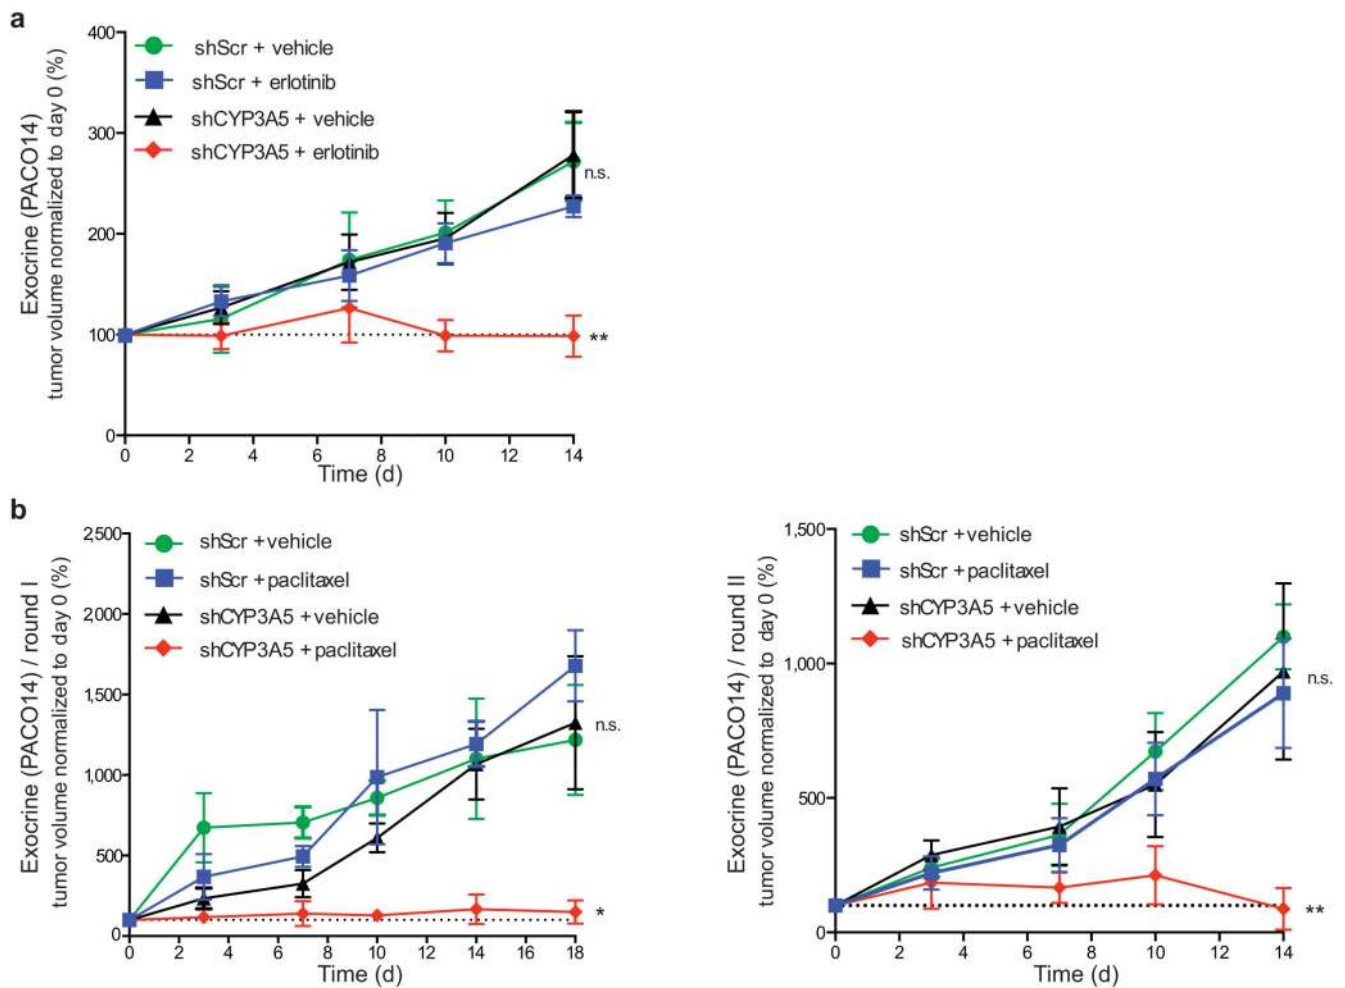 a
Exocrine (PACO14)
tumor volume normalized to day 0 (%)
400
300
200
100
0
shScr + vehicle
shScr + erlotinib
shCYP3A5 + vehicle
shCYP3A5 + erlotinib
n.s.
**
0 2 4 6 8 10 12 14
Time (d)
b
Exocrine (PACO14) / round I
tumor volume normalized to day 0 (%)
2500
2000
1,500
1,000
500
0
shScr +vehicle
shScr +paclitaxel
shCYP3A5 +vehicle
shCYP3A5 +paclitaxel
n.s.
*
0 2 4 6 8 10 12 14 16 18
Time (d)
Exocrine (PACO14) / round II
tumor volume normalized to day 0 (%)
1,500
1,000
500
0
shScr +vehicle
shScr +paclitaxel
shCYP3A5 +vehicle
shCYP3A5 +paclitaxel
n.s.
**
0 2 4 6 8 10 12 14
Time (d)